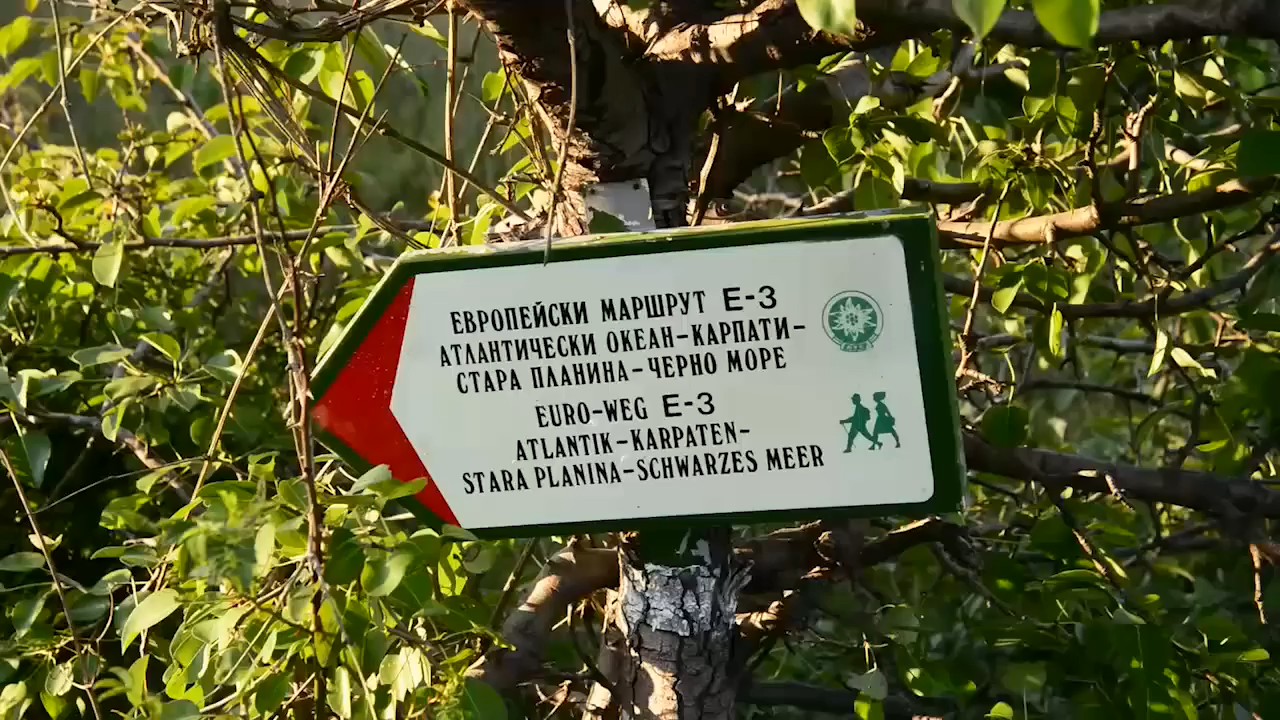 ЕВРОПЕЙСКИ МАРШРУТ E-3
АТЛАНТИЧЕСКИ ОКЕАН-КАРПАТИ-
СТАРА ПЛАНИНА-ЧЕРНО МОРЕ
EURO-WEG E-3
ATLANTIK-KARPATEN-
STARA PLANINA-SCHWARZES MEER